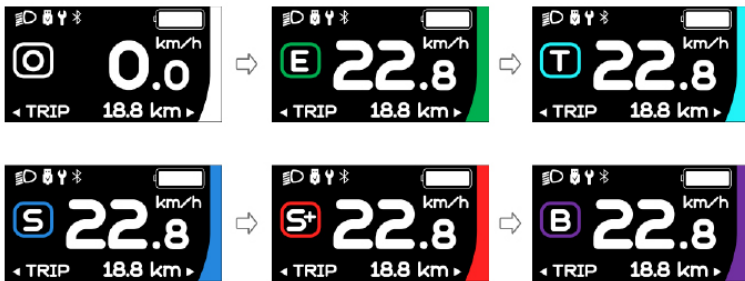 km/h
O 0.0
TRIP 18.8 km
km/h
E 22.8
TRIP 18.8 km
km/h
T 22.8
TRIP 18.8 km
km/h
S 22.8
TRIP 18.8 km
km/h
S+ 22.8
TRIP 18.8 km
km/h
B 22.8
TRIP 18.8 km